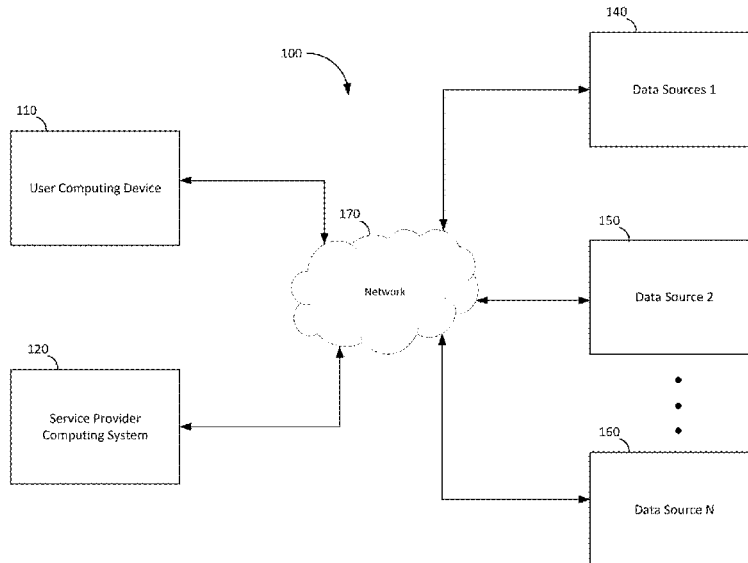 140
100
Data Sources 1
110
User Computing Device
170
150
Network
Data Source 2
120
Service Provider
Computing System
160
Data Source N